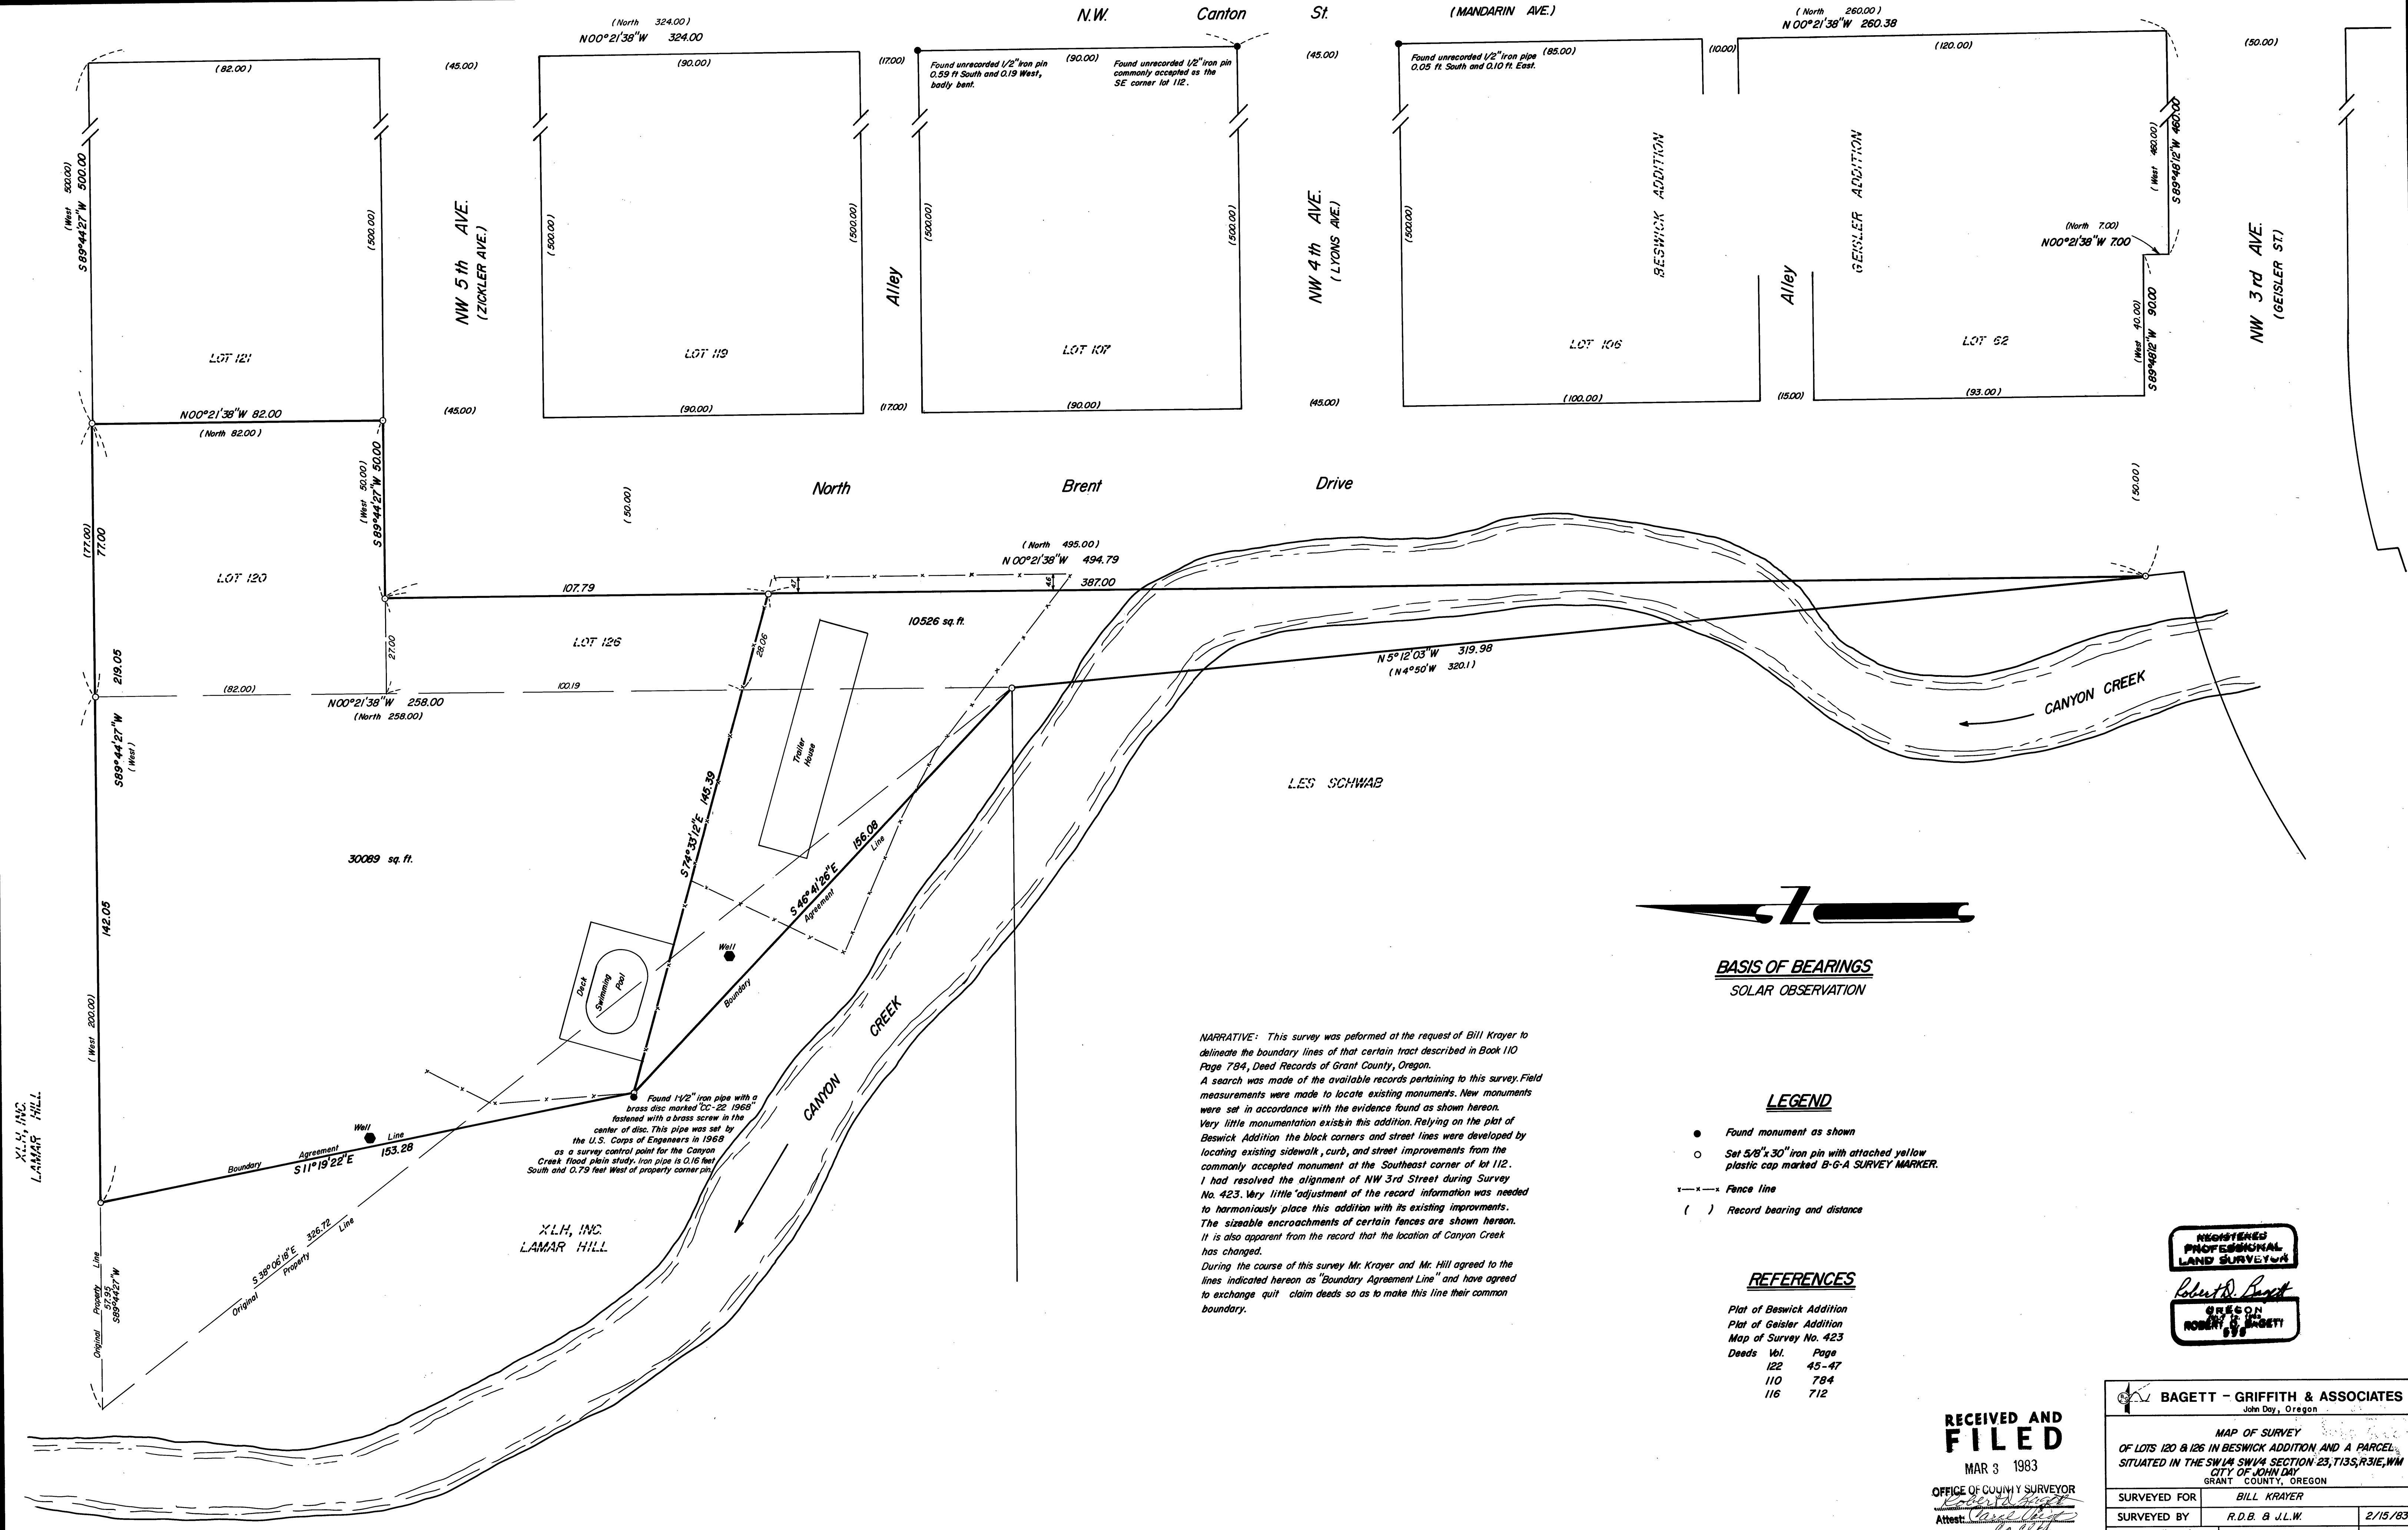 N.W. Canton St. (MANDARIN AVE.)
(North 324.00)
N00°21'38"W 324.00
(North 260.00)
N 00°21'38"W 260.38
(82.00)
(45.00)
(90.00)
(17.00)
Found unrecorded 1/2" iron pin
0.59 ft South and 0.19 West,
badly bent.
(90.00)
Found unrecorded 1/2" iron pin
commonly accepted as the
SE corner lot 112.
(45.00)
Found unrecorded 1/2" iron pipe
0.05 ft. South and 0.10 ft. East.
(85.00)
(10.00)
(120.00)
(50.00)
(West 500.00)
S89°44'27"W 500.00
(500.00)
NW 5th AVE.
(ZICKLER AVE.)
(500.00)
(500.00)
Alley
(500.00)
(500.00)
NW 4th AVE.
(LYONS AVE.)
(500.00)
BESWICK ADDITION
Alley
GEISLER ADDITION
(West 460.00)
S89°48'12"W 460.00
(North 7.00)
N00°21'38"W 7.00
(West 40.00)
S89°48'12"W 90.00
NW 3rd AVE.
(GEISLER ST.)
LOT 121
LOT 119
LOT 107
LOT 106
LOT 62
N00°21'38"W 82.00
(North 82.00)
(45.00)
(90.00)
(17.00)
(90.00)
(45.00)
(100.00)
(15.00)
(93.00)
(West 50.00)
S89°44'27"W 50.00
(50.00)
North Brent Drive
(50.00)
(77.00)
77.00
LOT 120
(North 495.00)
N 00°21'38"W 494.79
107.79
4.7
4.6
387.00
LOT 126
10526 sq. ft.
27.00
28.06
219.05
S89°44'27"W
(West)
(82.00)
100.19
N00°21'38"W 258.00
(North 258.00)
N 5°12'03"W 319.98
(N 4°50'W 320.1)
CANYON CREEK
Trailer
House
LES SCHWAB
S74°33'12"E 145.39
S 46°41'26"E 156.08
Boundary Agreement Line
30089 sq. ft.
142.05
(West 200.00)
Deck
Swimming
Pool
Well
CANYON CREEK
XLH, INC.
LAMAR HILL
Well
Boundary Agreement Line
S 11°19'22"E 153.28
Found 1-1/2" iron pipe with a
brass disc marked "CC-22 1968"
fastened with a brass screw in the
center of disc. This pipe was set by
the U.S. Corps of Engeneers in 1968
as a survey control point for the Canyon
Creek flood plain study. Iron pipe is 0.16 feet
South and 0.79 feet West of property corner pin.
S 38°06'18"E 326.72
Original Property Line
Original Property Line
57.95
S89°44'27"W
XLH, INC.
LAMAR HILL
BASIS OF BEARINGS
SOLAR OBSERVATION
NARRATIVE: This survey was peformed at the request of Bill Krayer to
delineate the boundary lines of that certain tract described in Book 110
Page 784, Deed Records of Grant County, Oregon.
A search was made of the available records pertaining to this survey. Field
measurements were made to locate existing monuments. New monuments
were set in accordance with the evidence found as shown hereon.
Very little monumentation exists in this addition. Relying on the plat of
Beswick Addition the block corners and street lines were developed by
locating existing sidewalk, curb, and street improvements from the
commonly accepted monument at the Southeast corner of lot 112.
I had resolved the alignment of NW 3rd Street during Survey
No. 423. Very little adjustment of the record information was needed
to harmoniously place this addition with its existing improvments.
The sizeable encroachments of certain fences are shown hereon.
It is also apparent from the record that the location of Canyon Creek
has changed.
During the course of this survey Mr. Krayer and Mr. Hill agreed to the
lines indicated hereon as "Boundary Agreement Line" and have agreed
to exchange quit claim deeds so as to make this line their common
boundary.
LEGEND
Found monument as shown
Set 5/8" x 30" iron pin with attached yellow
plastic cap marked B-G-A SURVEY MARKER.
x—x—x Fence line
( ) Record bearing and distance
REFERENCES
Plat of Beswick Addition
Plat of Geisler Addition
Map of Survey No. 423
Deeds Vol. Page
122 45-47
110 784
116 712
REGISTERED
PROFESSIONAL
LAND SURVEYOR
Robert D. Bagett
OREGON
ROBERT D. BAGETT
RECEIVED AND
FILED
MAR 3 1983
OFFICE OF COUNTY SURVEYOR
Robert D. Bagett
Attest:
BAGETT - GRIFFITH & ASSOCIATES
John Day, Oregon
MAP OF SURVEY
OF LOTS 120 & 126 IN BESWICK ADDITION AND A PARCEL
SITUATED IN THE SW1/4 SW1/4 SECTION 23, T13S, R31E, WM
CITY OF JOHN DAY
GRANT COUNTY, OREGON
SURVEYED FOR BILL KRAYER
SURVEYED BY R.D.B. & J.L.W. 2/15/83